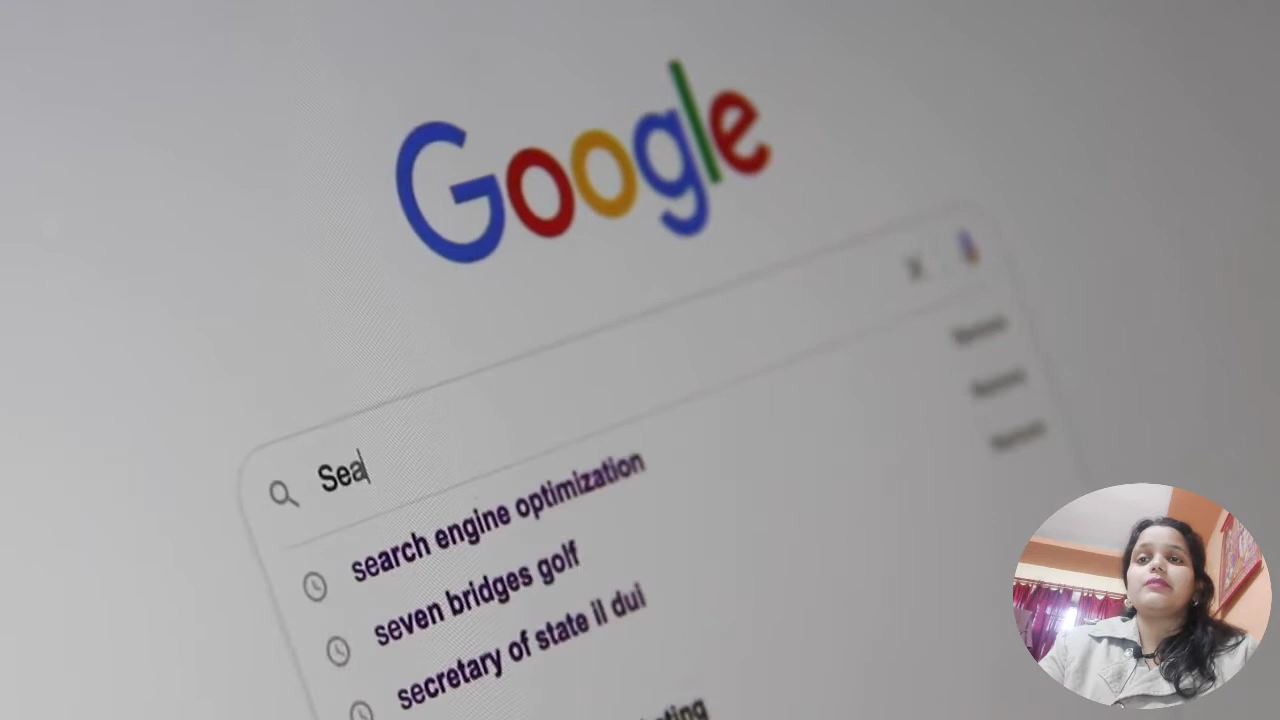 Google
Sea
search engine optimization
seven bridges golf
secretary of state il dui